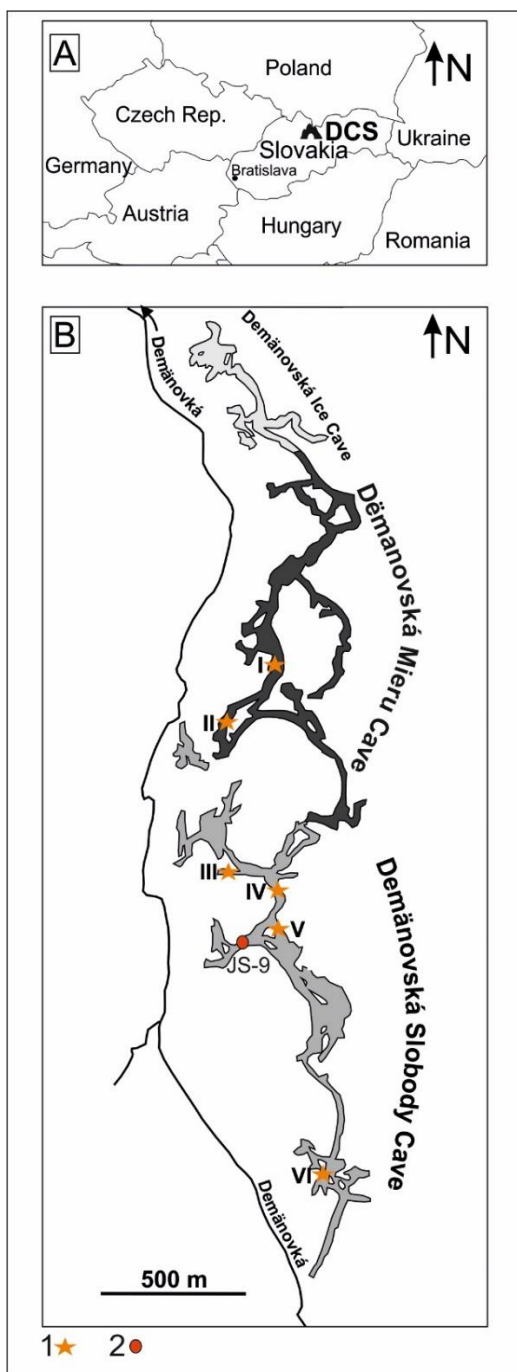 A
N
Poland
Czech Rep.
DCS
Slovakia
Ukraine
Germany
Bratislava
Austria
Hungary
Romania
B
N
Demänovká
Demänovská Ice Cave
Dëmanovská Mieru Cave
I
II
III
IV
V
JS-9
Demänovská Slobody Cave
VI
Demänovká
500 m
1 2